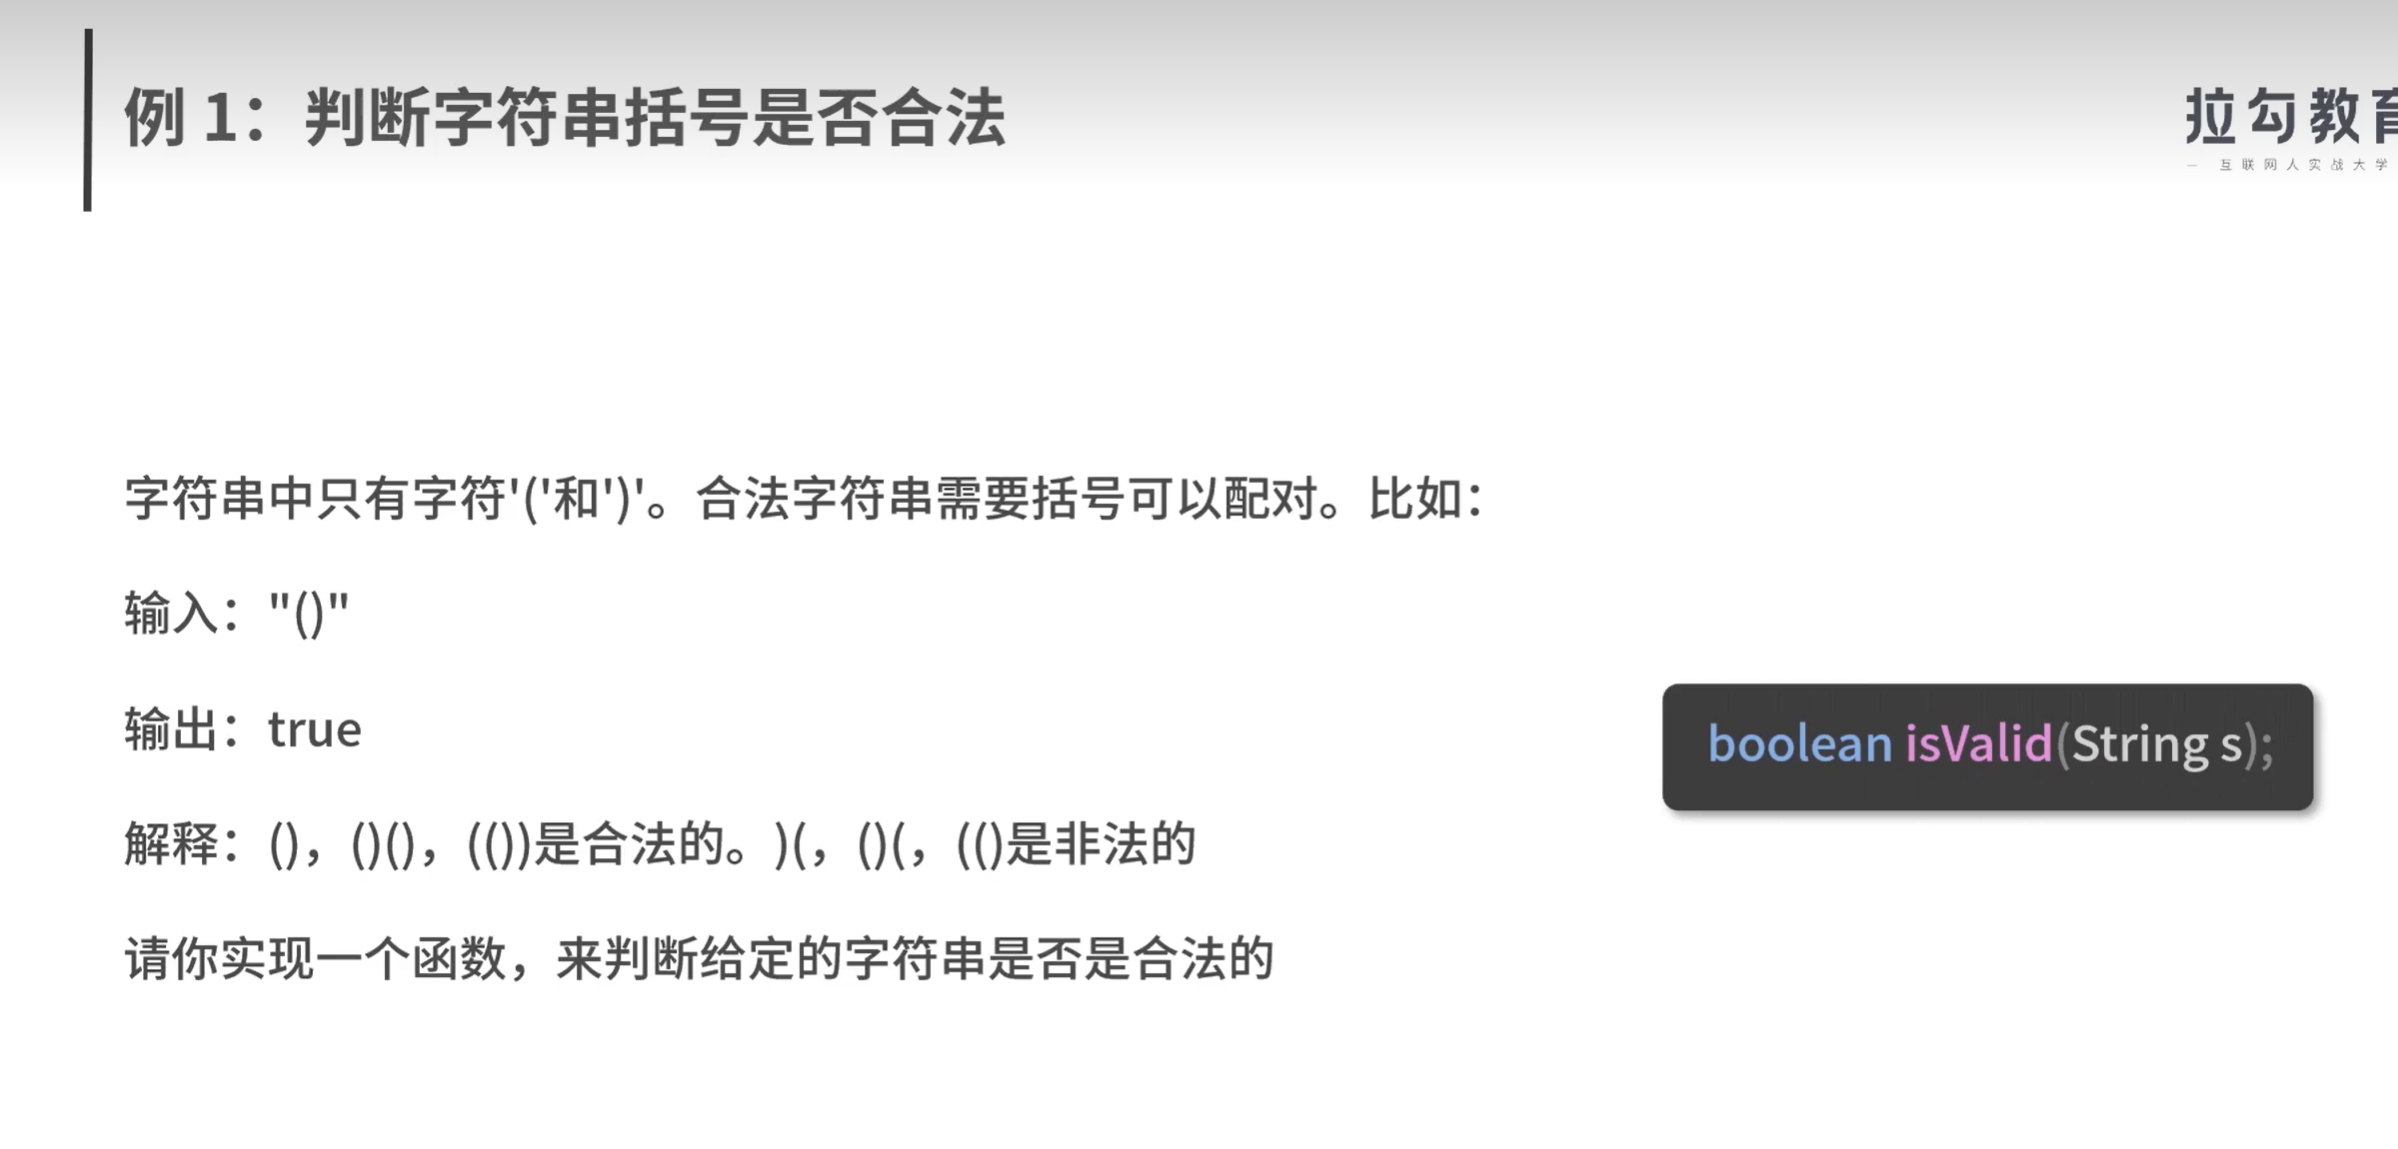 例 1：判断字符串括号是否合法
拉勾教育
— 互联网人实战大学
字符串中只有字符'('和')'。合法字符串需要括号可以配对。比如：
输入："()"
输出：true
boolean isValid(String s);
解释：()，()()，(())是合法的。)(，()(，(()是非法的
请你实现一个函数，来判断给定的字符串是否是合法的